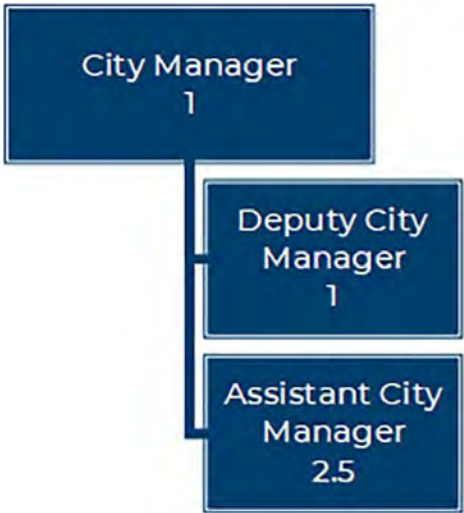 City Manager
1
Deputy City
Manager
1
Assistant City
Manager
2.5